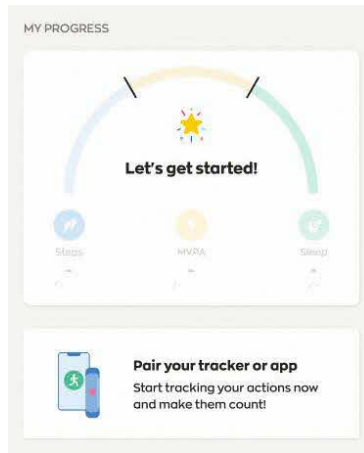 MY PROGRESS
Let's get started!
Steps MVPA Sleep
Pair your tracker or app
Start tracking your actions now
and make them count!